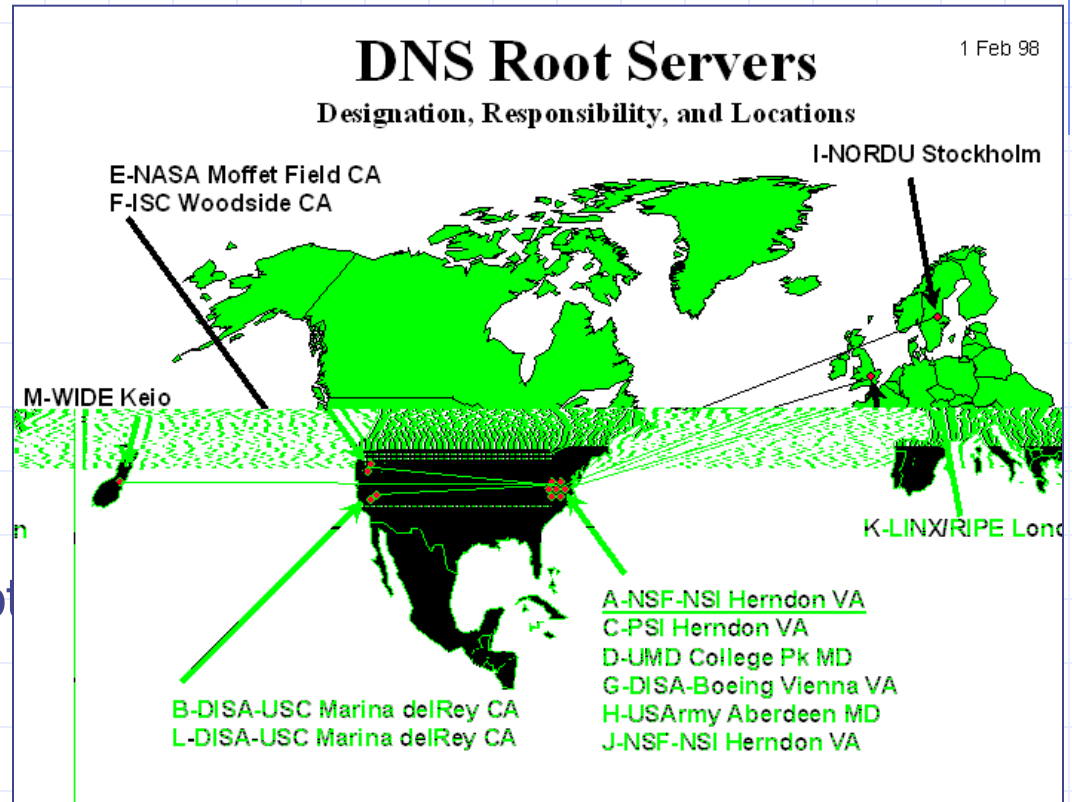 DNS Root Servers
1 Feb 98
Designation, Responsibility, and Locations
I-NORDU Stockholm
E-NASA Moffet Field CA
F-ISC Woodside CA
M-WIDE Keio
K-LINX/RIPE Lond
A-NSF-NSI Herndon VA
C-PSI Herndon VA
D-UMD College Pk MD
G-DISA-Boeing Vienna VA
H-USArmy Aberdeen MD
J-NSF-NSI Herndon VA
B-DISA-USC Marina delRey CA
L-DISA-USC Marina delRey CA